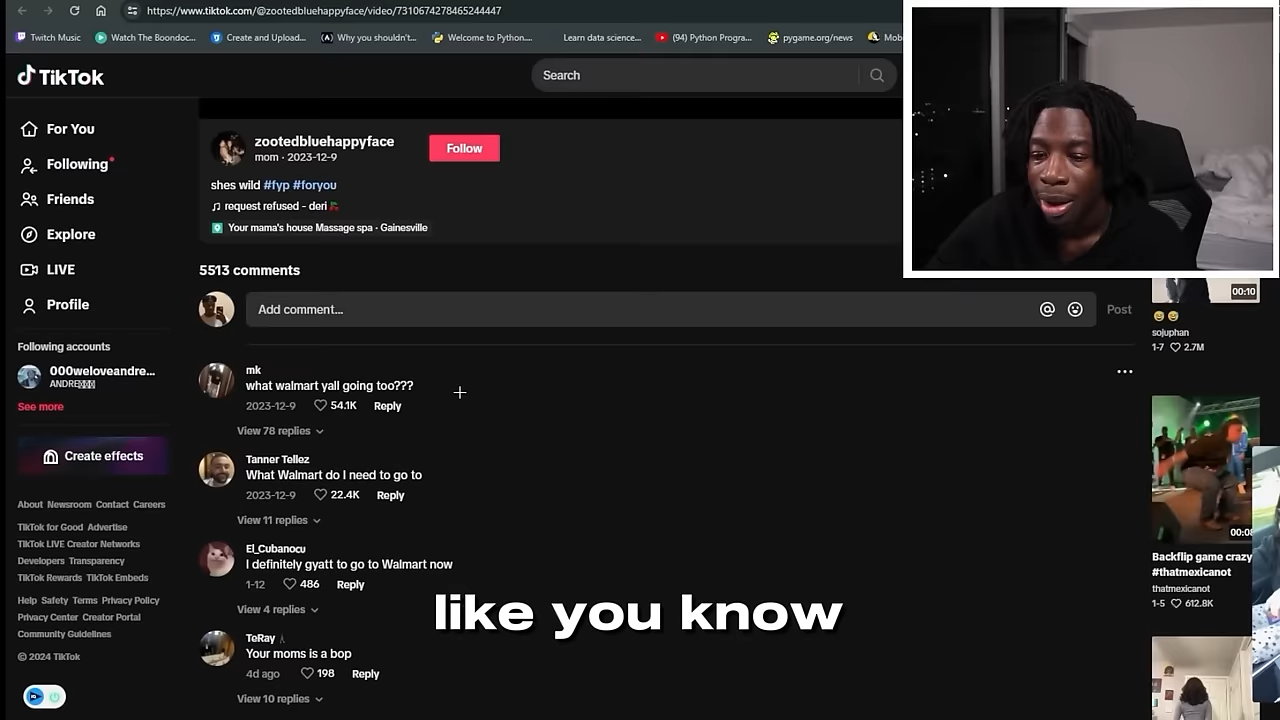 https://www.tiktok.com/@zootedbluehappyface/video/7310674278465244447
Twitch Music
Watch The Boondoc...
Create and Upload...
Why you shouldn't...
Welcome to Python....
Learn data science...
(94) Python Progra...
pygame.org/news
TikTok
Search
For You
Following
Friends
Explore
LIVE
Profile
Following accounts
000weloveandre...
See more
Create effects
About Newsroom Contact Careers
TikTok for Good Advertise
TikTok LIVE Creator Networks
Developers Transparency
TikTok Rewards TikTok Embeds
Help Safety Terms Privacy Policy
Privacy Center Creator Portal
Community Guidelines
© 2024 TikTok
zootedbluehappyface
mom · 2023-12-9
Follow
shes wild #fyp #foryou
♫ request refused - deri🍒
Your mama's house Massage spa · Gainesville
5513 comments
Add comment...
Post
mk
what walmart yall going too???
2023-12-9 54.1K Reply
View 78 replies
Tanner Tellez
What Walmart do I need to go to
2023-12-9 22.4K Reply
View 11 replies
El_Cubanocu
I definitely gyatt to go to Walmart now
1-12 486 Reply
View 4 replies
TeRay
Your moms is a bop
4d ago 198 Reply
View 10 replies
like you know
00:10
😅😅
sojuphan
1-7 2.7M
Backflip game crazy
#thatmexicanot
thatmexicanot
1-5 612.8K